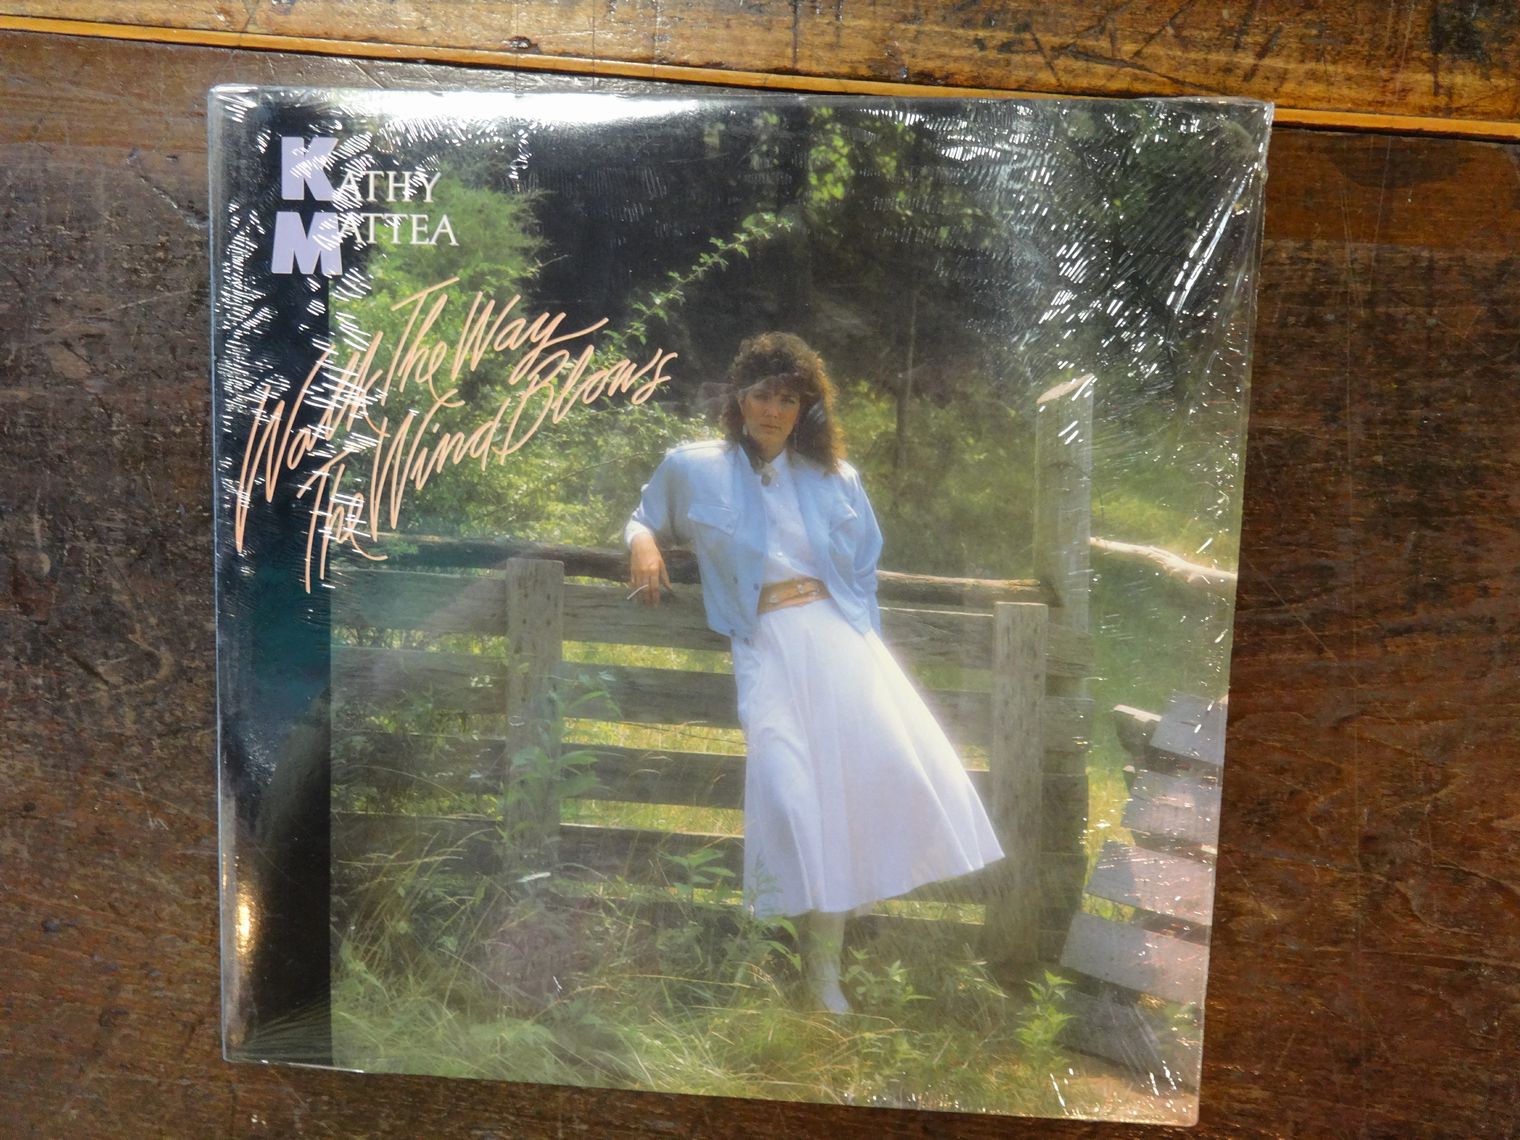 KATHY
MATTEA
Walk The Way
The Wind Blows